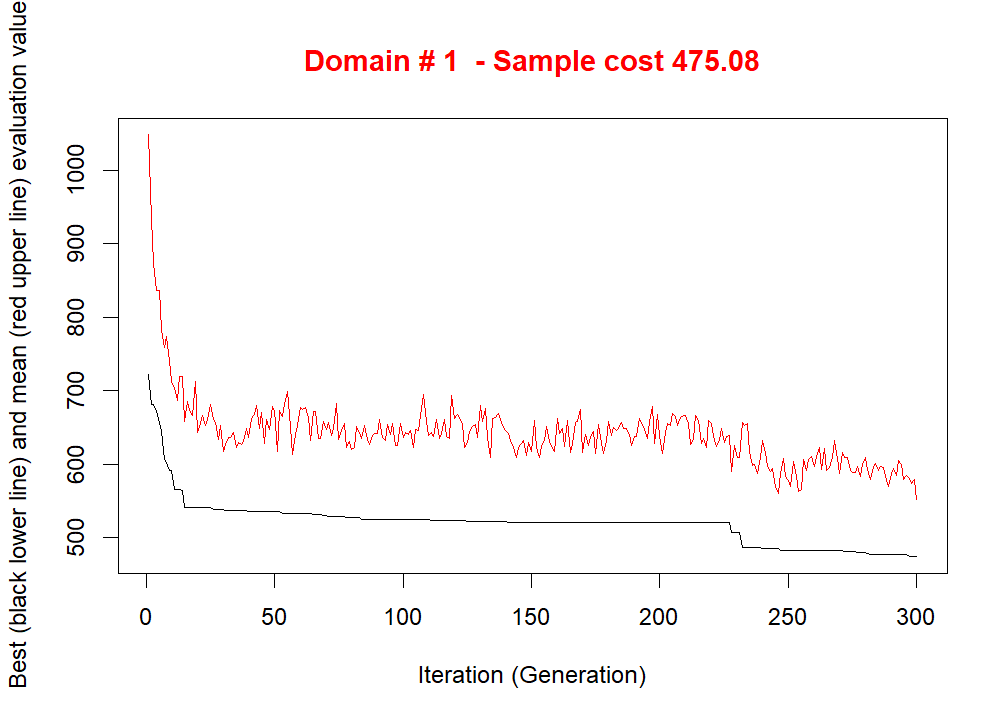 Domain # 1  - Sample cost 475.08
Best (black lower line) and mean (red upper line) evaluation value
1000
900
800
700
600
500
0 50 100 150 200 250 300
Iteration (Generation)